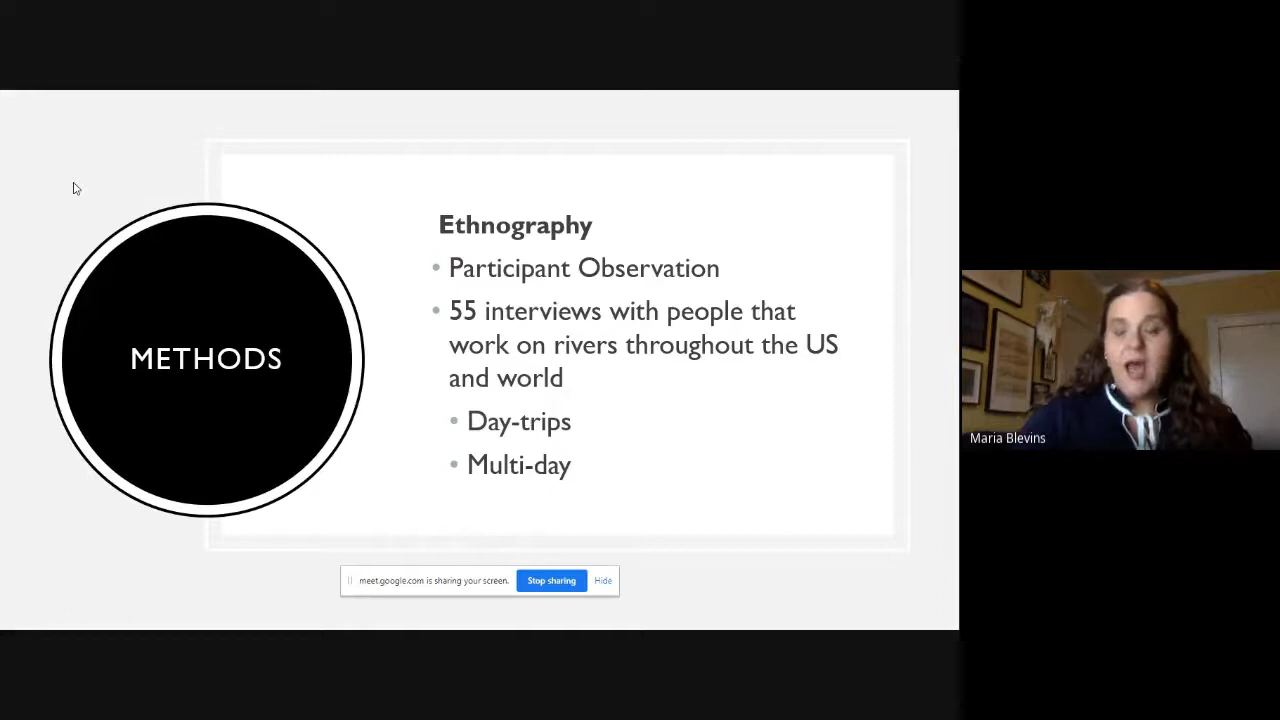 METHODS
Ethnography
• Participant Observation
• 55 interviews with people that
work on rivers throughout the US
and world
• Day-trips
• Multi-day
meet.google.com is sharing your screen. Stop sharing Hide
Maria Blevins